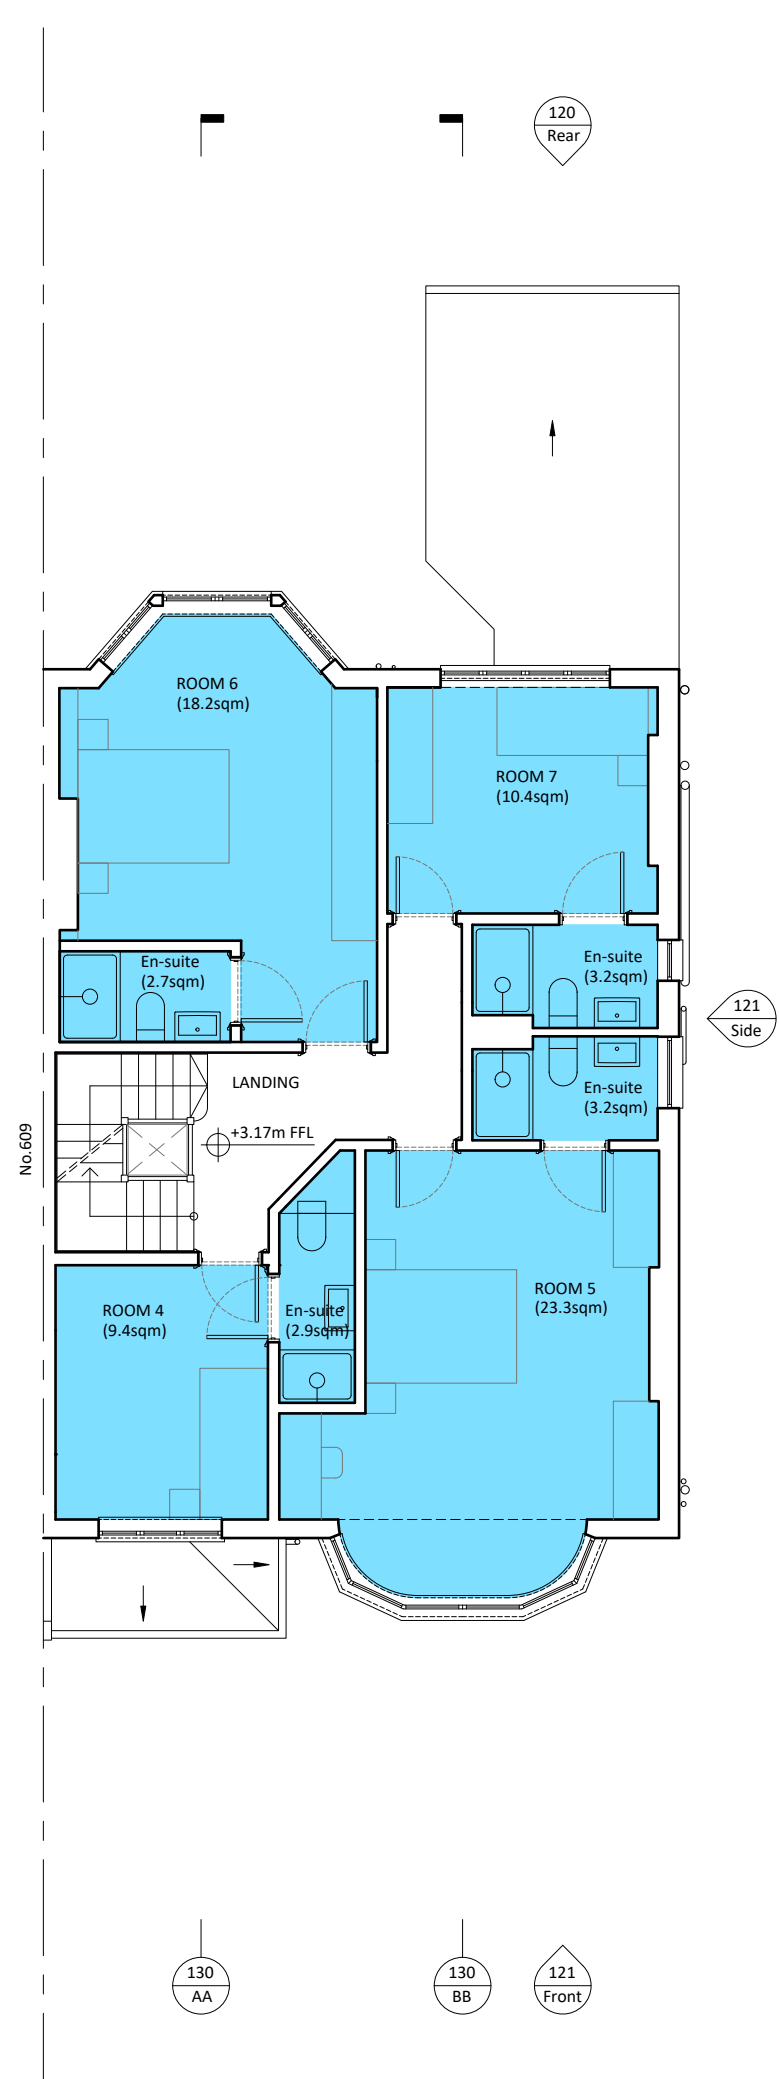 120
Rear
ROOM 6
(18.2sqm)
ROOM 7
(10.4sqm)
En-suite
(2.7sqm)
En-suite
(3.2sqm)
121
Side
LANDING
En-suite
(3.2sqm)
+3.17m FFL
No.609
ROOM 4
(9.4sqm)
En-suite
(2.9sqm)
ROOM 5
(23.3sqm)
130
AA
130
BB
121
Front